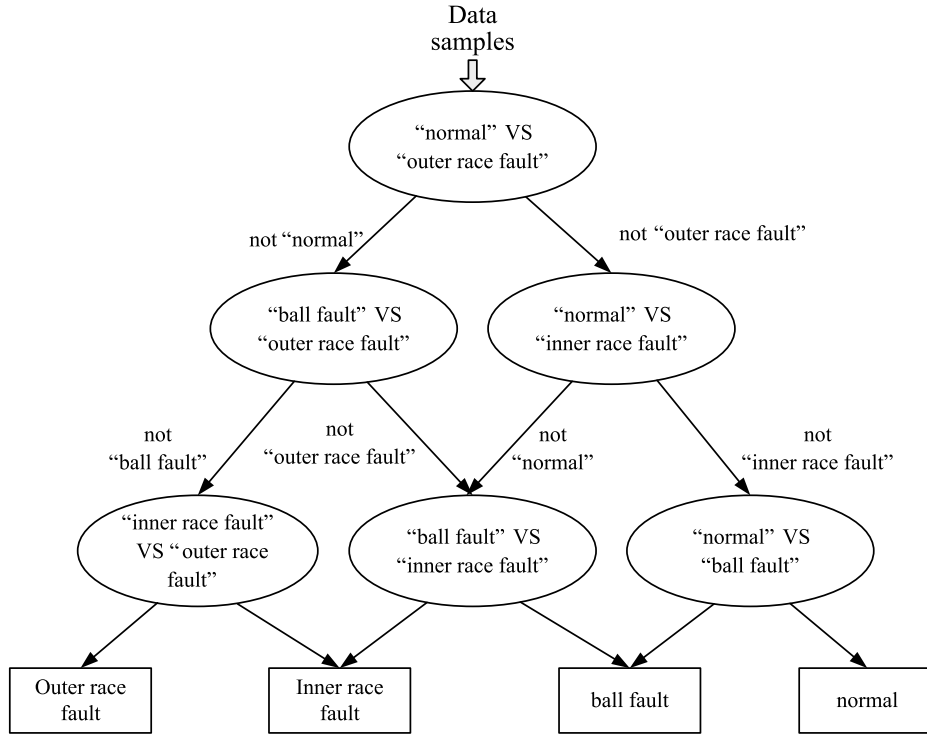 Data
samples
“normal” VS
“outer race fault”
not “normal”
not “outer race fault”
“ball fault” VS
“outer race fault”
“normal” VS
“inner race fault”
not
“ball fault”
not
“outer race fault”
not
“normal”
not
“inner race fault”
“inner race fault”
VS “outer race
fault”
“ball fault” VS
“inner race fault”
“normal” VS
“ball fault”
Outer race
fault
Inner race
fault
ball fault
normal